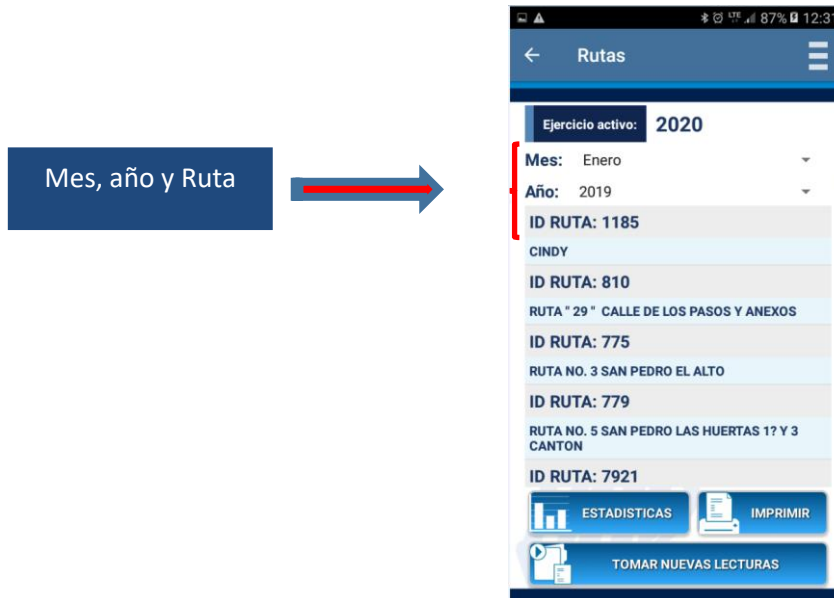 LTE 87% 12:31
Rutas
Ejercicio activo: 2020
Mes, año y Ruta
Mes: Enero
Año: 2019
ID RUTA: 1185
CINDY
ID RUTA: 810
RUTA " 29 " CALLE DE LOS PASOS Y ANEXOS
ID RUTA: 775
RUTA NO. 3 SAN PEDRO EL ALTO
ID RUTA: 779
RUTA NO. 5 SAN PEDRO LAS HUERTAS 1? Y 3
CANTON
ID RUTA: 7921
ESTADISTICAS
IMPRIMIR
TOMAR NUEVAS LECTURAS